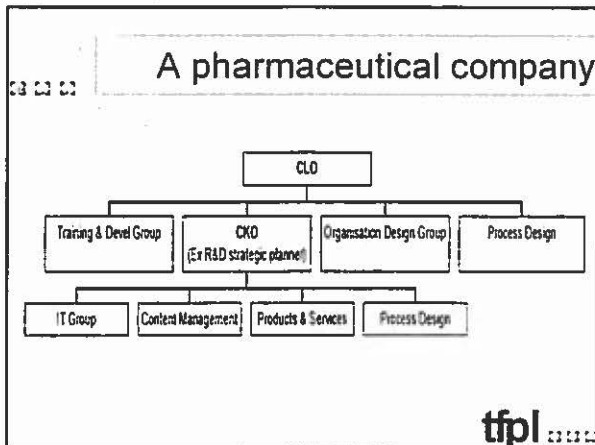 A pharmaceutical company
CLO
Training & Devel Group
CKO
(Ex R&D strategic planner)
Organisation Design Group
Process Design
IT Group
Content Management
Products & Services
Process Design
tfpl